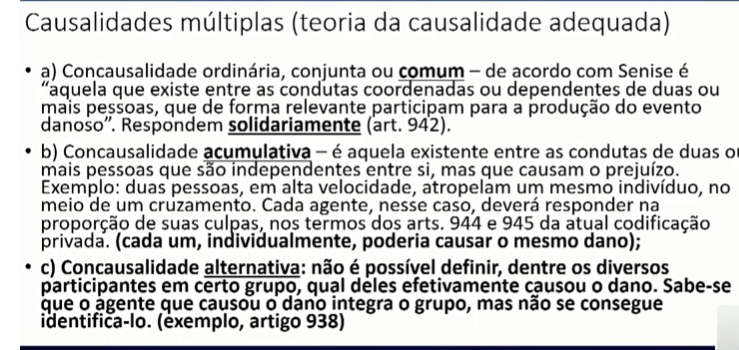 Causalidades múltiplas (teoria da causalidade adequada)
• a) Concausalidade ordinária, conjunta ou comum – de acordo com Senise é
“aquela que existe entre as condutas coordenadas ou dependentes de duas ou
mais pessoas, que de forma relevante participam para a produção do evento
danoso”. Respondem solidariamente (art. 942).
• b) Concausalidade acumulativa – é aquela existente entre as condutas de duas ou
mais pessoas que são independentes entre si, mas que causam o prejuízo.
Exemplo: duas pessoas, em alta velocidade, atropelam um mesmo indivíduo, no
meio de um cruzamento. Cada agente, nesse caso, deverá responder na
proporção de suas culpas, nos termos dos arts. 944 e 945 da atual codificação
privada. (cada um, individualmente, poderia causar o mesmo dano);
• c) Concausalidade alternativa: não é possível definir, dentre os diversos
participantes em certo grupo, qual deles efetivamente causou o dano. Sabe-se
que o agente que causou o dano integra o grupo, mas não se consegue
identifica-lo. (exemplo, artigo 938)